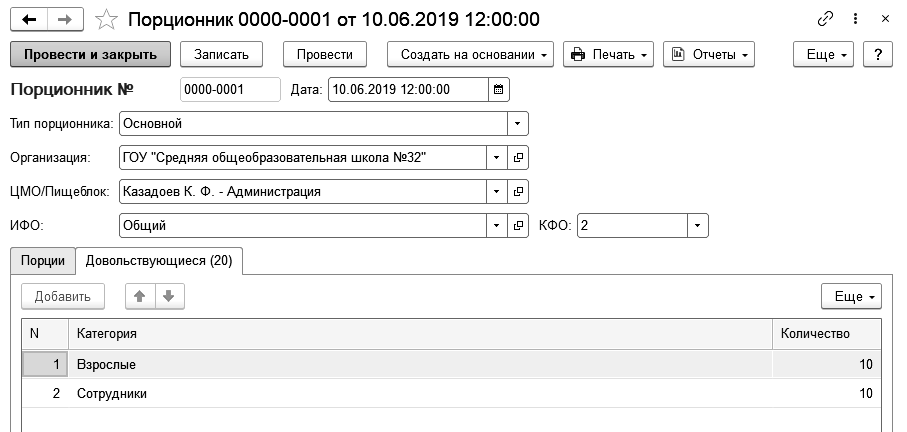 Порционник 0000-0001 от 10.06.2019 12:00:00
Провести и закрыть Записать Провести Создать на основании Печать Отчеты Еще ?
Порционник № 0000-0001 Дата: 10.06.2019 12:00:00
Тип порционника: Основной
Организация: ГОУ "Средняя общеобразовательная школа №32"
ЦМО/Пищеблок: Казадоев К. Ф. - Администрация
ИФО: Общий КФО: 2
Порции Довольствующиеся (20)
Добавить Еще
N Категория Количество
1 Взрослые 10
2 Сотрудники 10